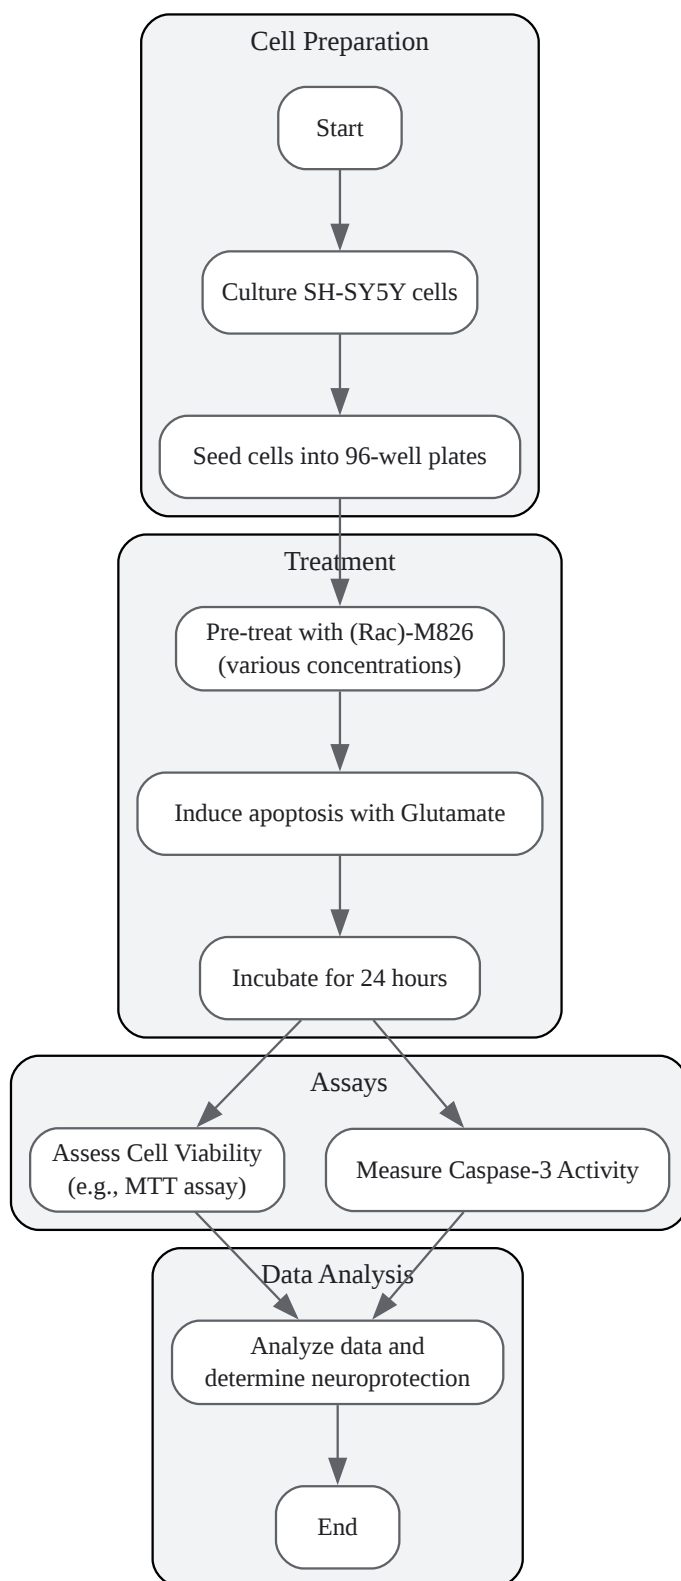 Cell Preparation
Start
Culture SH-SY5Y cells
Seed cells into 96-well plates
Treatment
Pre-treat with (Rac)-M826
(various concentrations)
Induce apoptosis with Glutamate
Incubate for 24 hours
Assays
Assess Cell Viability
(e.g., MTT assay)
Measure Caspase-3 Activity
Data Analysis
Analyze data and
determine neuroprotection
End